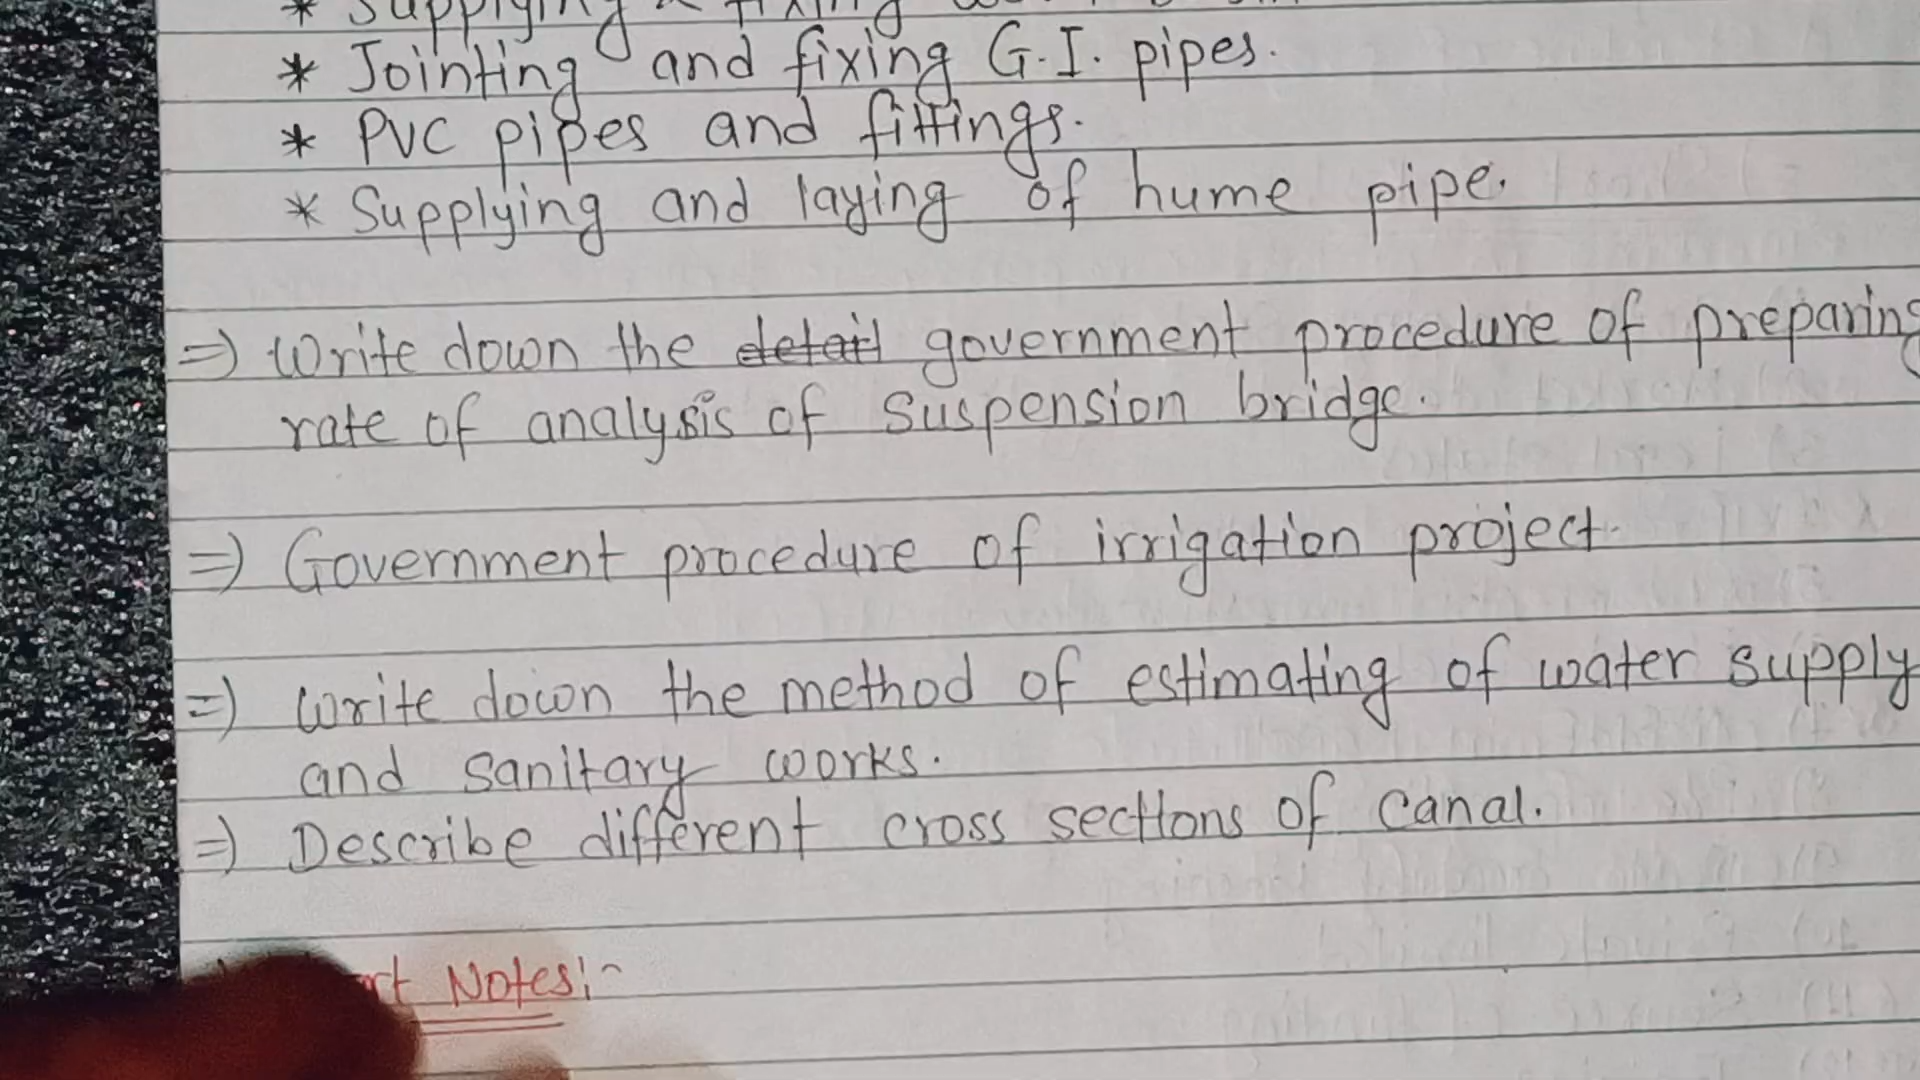 * Supplying & fixing
* Jointing and fixing G.I. pipes.
* PVC pipes and fittings.
* Supplying and laying of hume pipe.
=) Write down the detail government procedure of preparing
rate of analysis of suspension bridge.
=) Government procedure of irrigation project.
=) Write down the method of estimating of water supply
and sanitary works.
=) Describe different cross sections of canal.
Notes:-